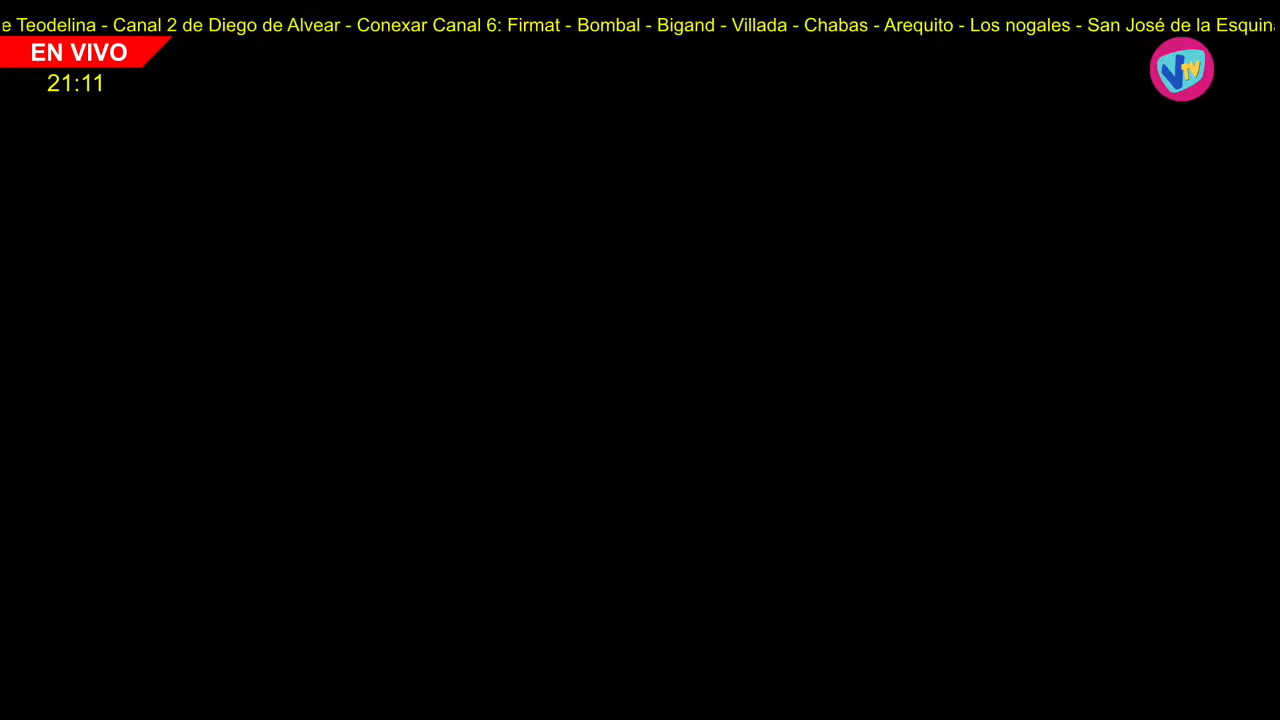 e Teodelina - Canal 2 de Diego de Alvear - Conexar Canal 6: Firmat - Bombal - Bigand - Villada - Chabas - Arequito - Los nogales - San José de la Esquin
EN VIVO
21:11
VTV